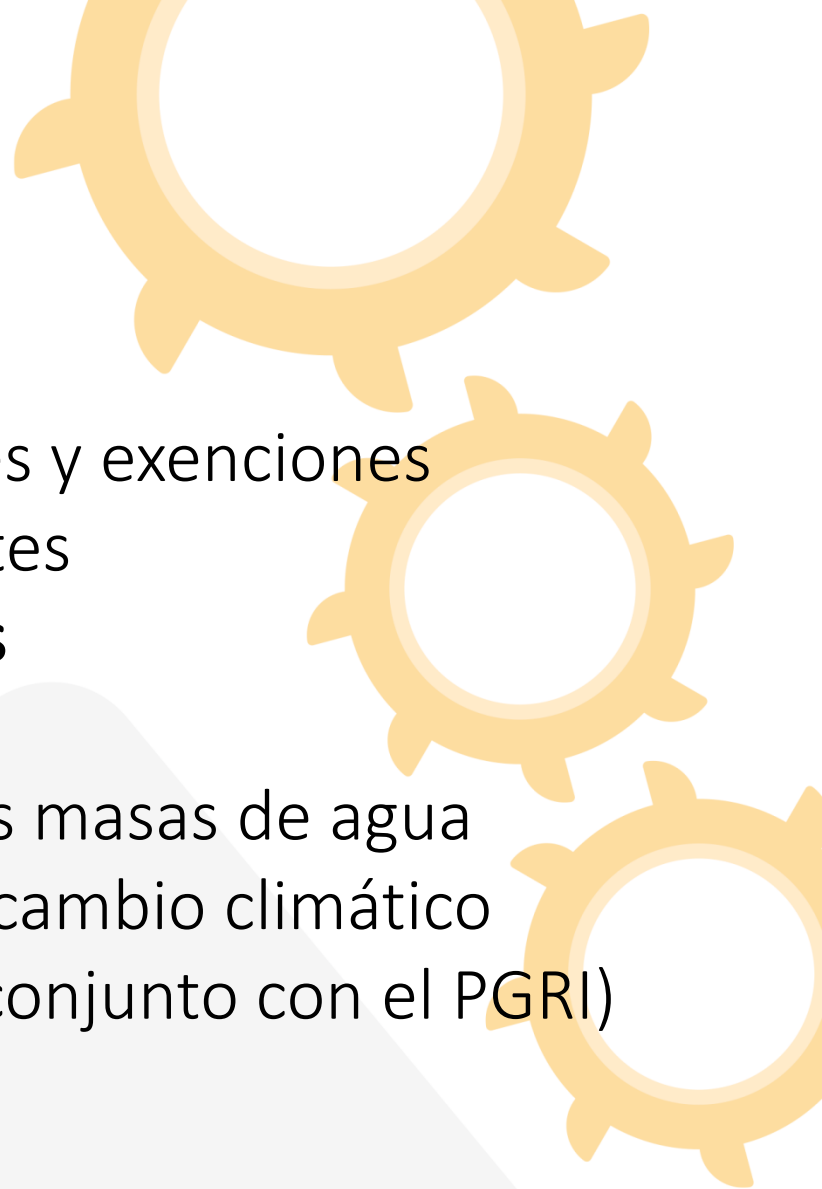 s y exenciones
tes
s
s masas de agua
cambio climático
conjunto con el PGRI)